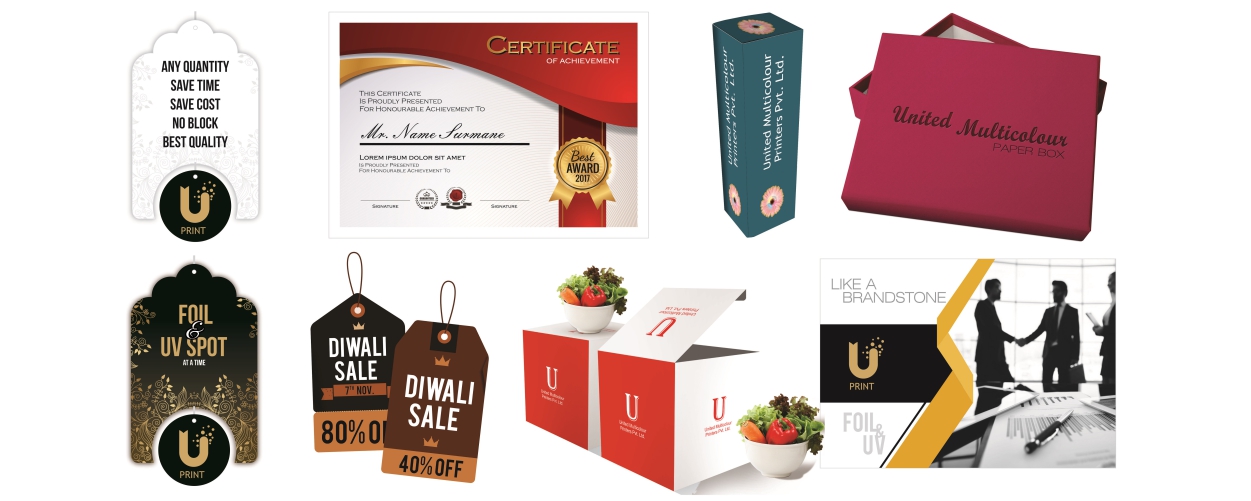 ANY QUANTITY
SAVE TIME
SAVE COST
NO BLOCK
BEST QUALITY
U
PRINT
CERTIFICATE
OF ACHIEVEMENT
THIS CERTIFICATE
IS PROUDLY PRESENTED
FOR HONOURABLE ACHIEVEMENT TO
Mr. Name Surmane
LOREM IPSUM DOLOR SIT AMET
IS PROUDLY PRESENTED
FOR HONOURABLE ACHIEVEMENT TO
SIGNATURE
SIGNATURE
Best
AWARD
2017
United Multicolour
Printers Pvt. Ltd.
United Multicolour
Printers Pvt. Ltd.
United Multicolour
PAPER BOX
FOIL
&
UV SPOT
AT A TIME
U
PRINT
DIWALI
SALE
7TH NOV.
80% OF
DIWALI
SALE
40% OFF
U
United Multicolour
Printers Pvt. Ltd.
U
United Multicolour
Printers Pvt. Ltd.
U
United Multicolour
Printers Pvt. Ltd.
U
United Multicolour
Printers Pvt. Ltd.
LIKE A
BRANDSTONE
U
PRINT
FOIL
&
UV